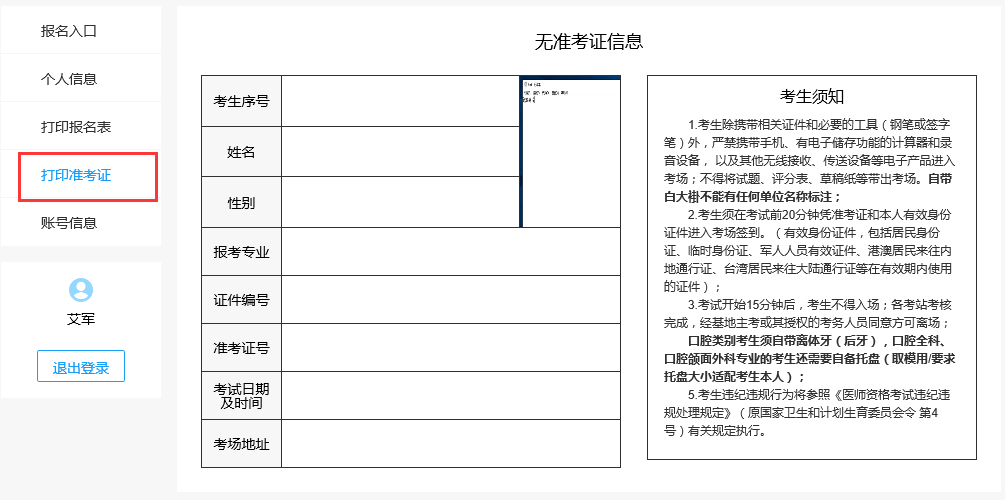 报名入口
个人信息
打印报名表
打印准考证
账号信息
艾军
退出登录
无准考证信息
考生序号
姓名
性别
报考专业
证件编号
准考证号
考试日期
及时间
考场地址
考生须知
1.考生除携带相关证件和必要的工具（钢笔或签字
笔）外，严禁携带手机、有电子储存功能的计算器和录
音设备，以及其他无线接收、传送设备等电子产品进入
考场；不得将试题、评分表、草稿纸等带出考场。自带
白大褂不能有任何单位名称标注；
2.考生须在考试前20分钟凭准考证和本人有效身份
证件进入考场签到。（有效身份证件，包括居民身份
证、临时身份证、军人人员有效证件、港澳居民来往内
地通行证、台湾居民来往大陆通行证等在有效期内使用
的证件）；
3.考试开始15分钟后，考生不得入场；各考站考核
完成，经基地主考或其授权的考务人员同意方可离场；
口腔类别考生须自带离体牙（后牙），口腔全科、
口腔颌面外科专业的考生还需要自备托盘（取模用/要求
托盘大小适配考生本人）；
5.考生违纪违规行为将参照《医师资格考试违纪违
规处理规定》（原国家卫生和计划生育委员会令 第4
号）有关规定执行。